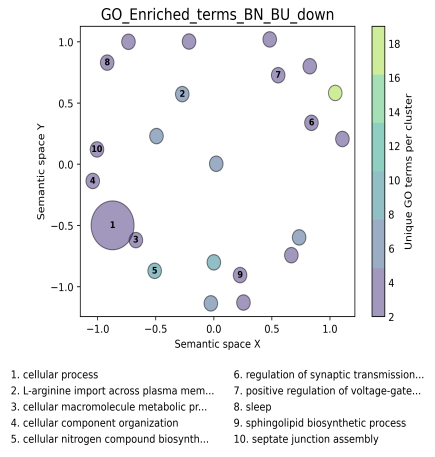 GO_Enriched_terms_BN_BU_down
1.0
0.5
0.0
−0.5
−1.0
Semantic space Y
−1.0
−0.5
0.0
0.5
1.0
Semantic space X
8
7
2
6
10
4
1
3
5
9
18
16
14
12
10
8
6
4
2
Unique GO terms per cluster
1. cellular process
2. L-arginine import across plasma mem...
3. cellular macromolecule metabolic pr...
4. cellular component organization
5. cellular nitrogen compound biosynth...
6. regulation of synaptic transmission...
7. positive regulation of voltage-gate...
8. sleep
9. sphingolipid biosynthetic process
10. septate junction assembly